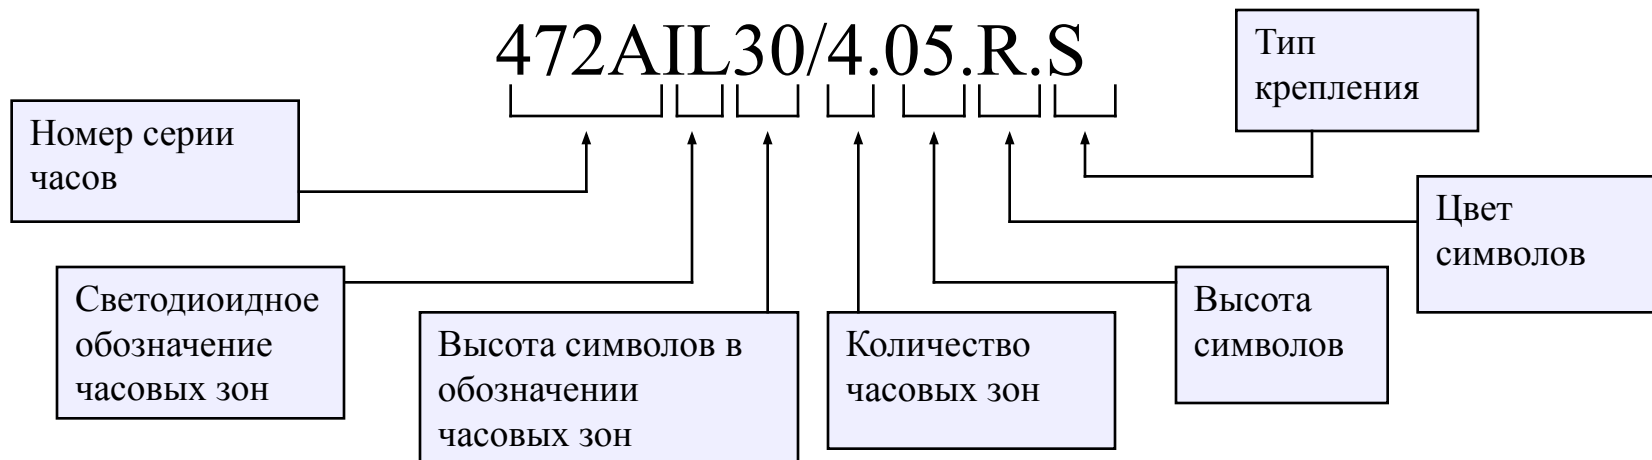 472AIL30/4.05.R.S
Тип
крепления
Номер серии
часов
Цвет
символов
Светодиоидное
обозначение
часовых зон
Высота символов в
обозначении
часовых зон
Количество
часовых зон
Высота
символов